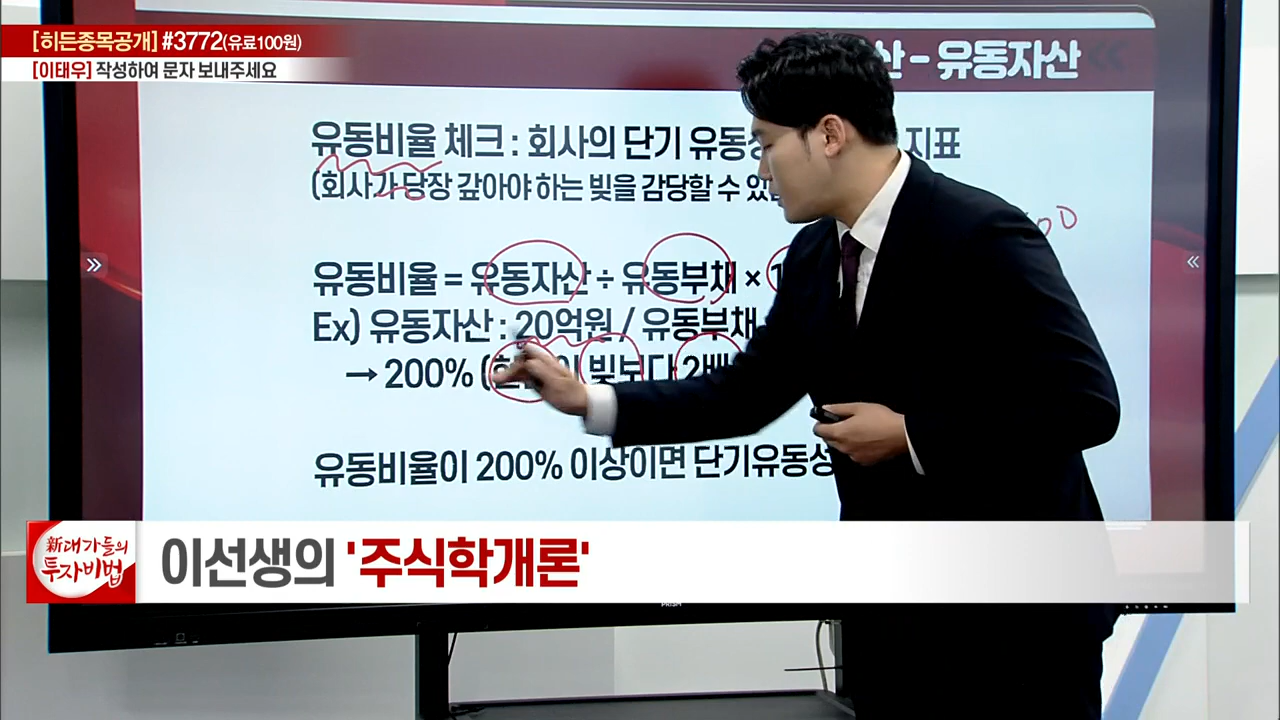 [히든종목공개] #3772(유료100원)
[이태우] 작성하여 문자 보내주세요
- 유동자산
유동비율 체크 : 회사의 단기 지표
(회사가 당장 갚아야 하는 빚을 감당할 수
00
유동비율 = 유동자산 ÷ 유동부채 ×
Ex) 유동자산 : 20억원 / 유동부채
→ 200% ( 빚보다 2배
유동비율이 200% 이상이면 단기유동성
新대가들의
투자비법
이선생의 '주식학개론'
PRISM